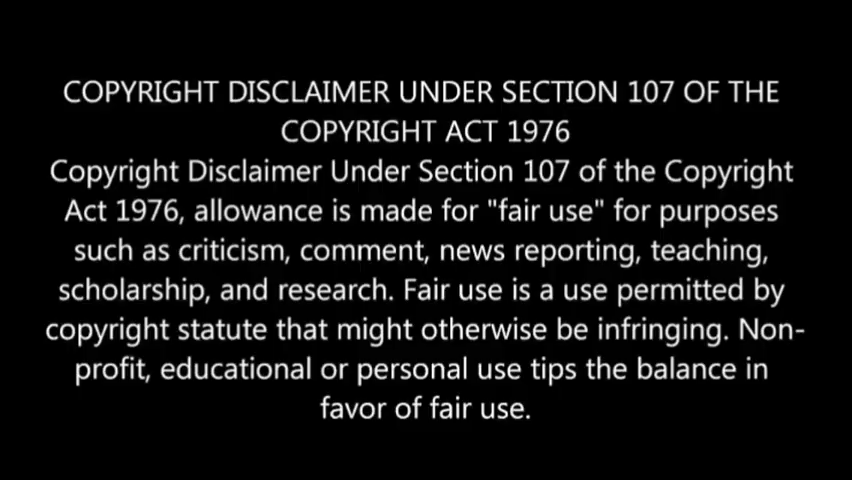 COPYRIGHT DISCLAIMER UNDER SECTION 107 OF THE
COPYRIGHT ACT 1976
Copyright Disclaimer Under Section 107 of the Copyright
Act 1976, allowance is made for "fair use" for purposes
such as criticism, comment, news reporting, teaching,
scholarship, and research. Fair use is a use permitted by
copyright statute that might otherwise be infringing. Non-
profit, educational or personal use tips the balance in
favor of fair use.